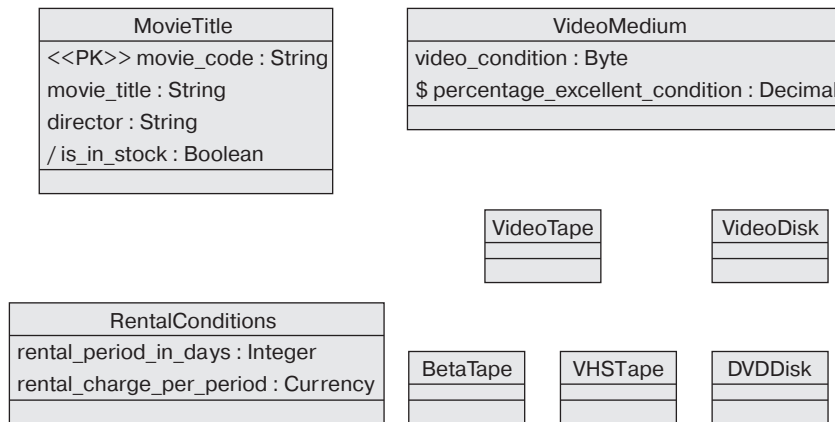 MovieTitle
<<PK>> movie_code : String
movie_title : String
director : String
/ is_in_stock : Boolean
VideoMedium
video_condition : Byte
$ percentage_excellent_condition : Decimal
VideoTape
VideoDisk
RentalConditions
rental_period_in_days : Integer
rental_charge_per_period : Currency
BetaTape
VHSTape
DVDDisk